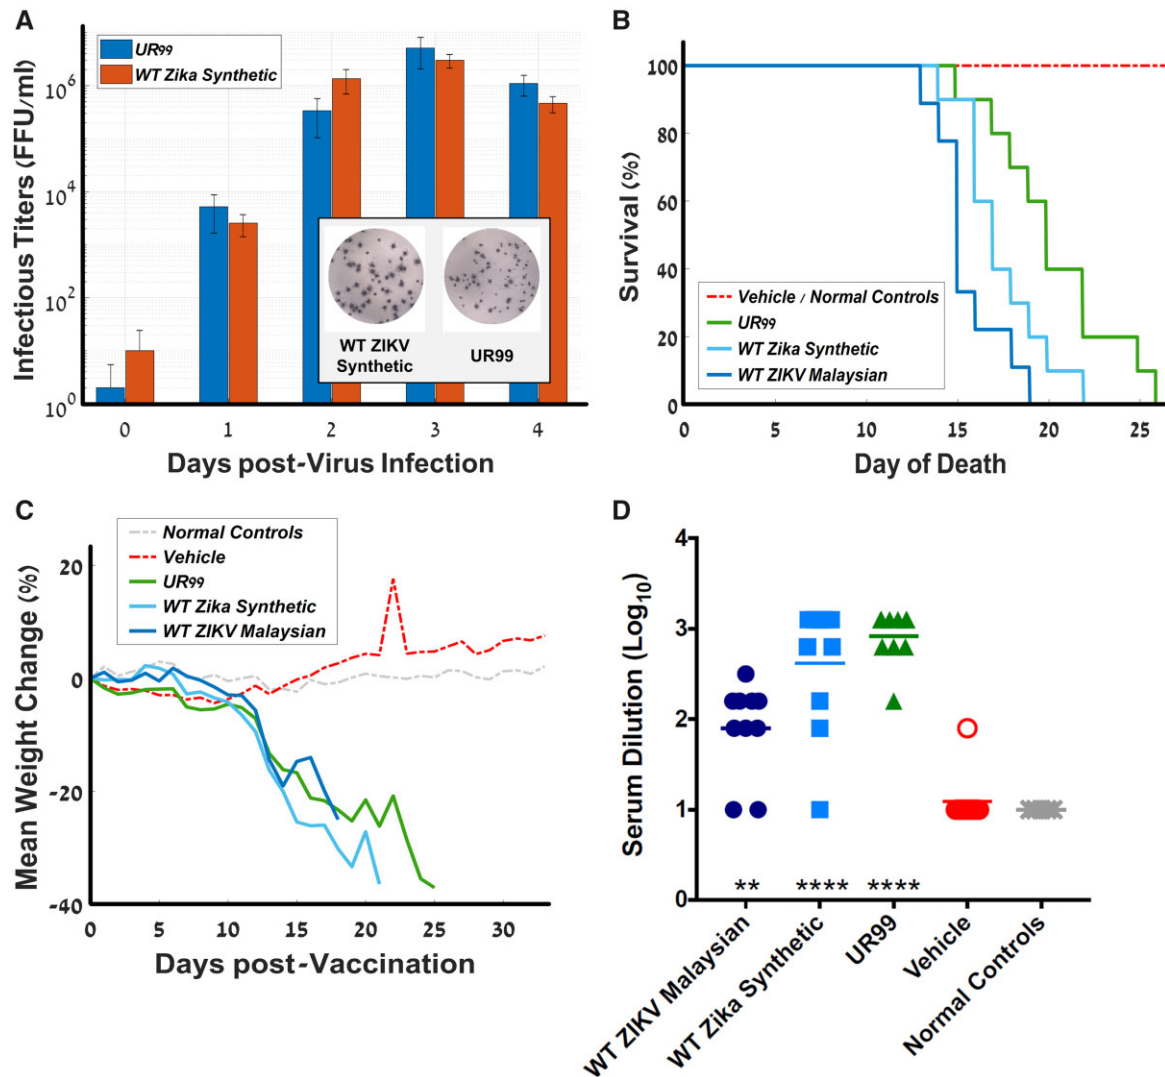 A
UR99
WT Zika Synthetic
Infectious Titers (FFU/ml)
10^6
10^4
10^2
10^0
0 1 2 3 4
WT ZIKV
Synthetic
UR99
Days post-Virus Infection
B
Survival (%)
100
80
60
40
20
0
Vehicle / Normal Controls
UR99
WT Zika Synthetic
WT ZIKV Malaysian
0 5 10 15 20 25
Day of Death
C
Normal Controls
Vehicle
UR99
WT Zika Synthetic
WT ZIKV Malaysian
Mean Weight Change (%)
20
0
-20
-40
0 5 10 15 20 25 30
Days post-Vaccination
D
Serum Dilution (Log10)
4
3
2
1
0
** **** ****
WT ZIKV Malaysian
WT Zika Synthetic
UR99
Vehicle
Normal Controls